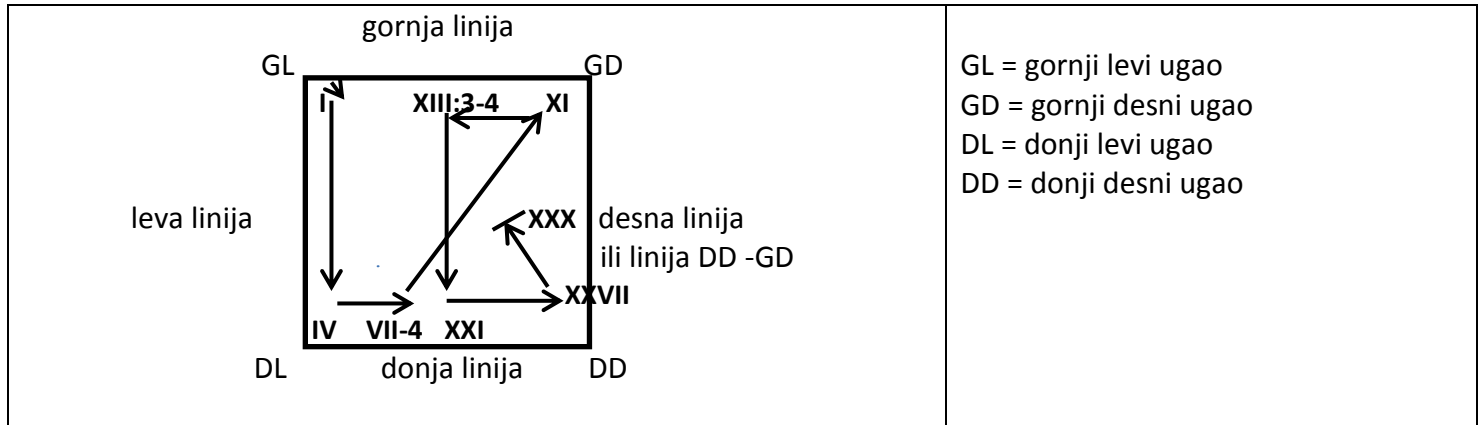 gornja linija
GL GD
I XIII:3-4 XI
leva linija XXX desna linija
ili linija DD -GD
XXVII
IV VII-4 XXI
DL donja linija DD
GL = gornji levi ugao
GD = gornji desni ugao
DL = donji levi ugao
DD = donji desni ugao